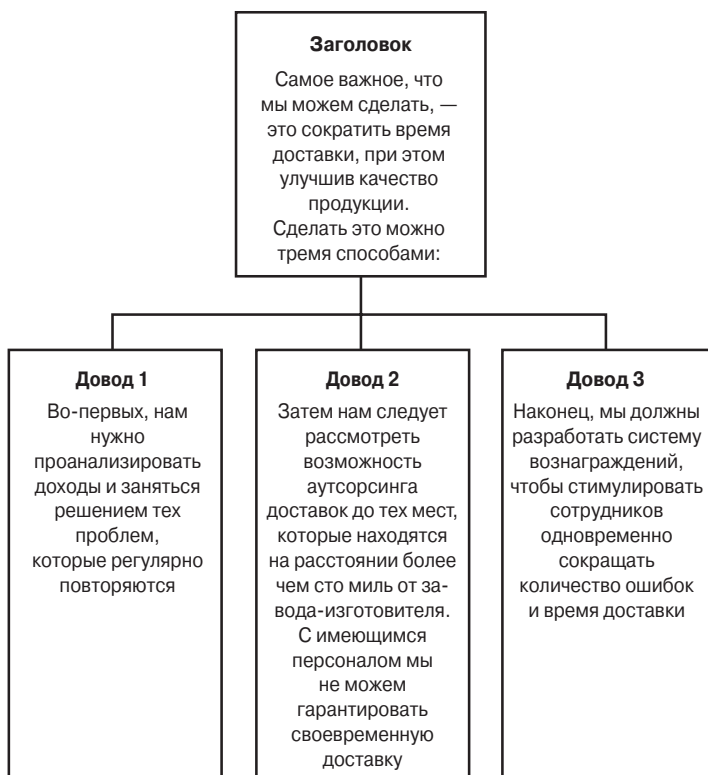 Заголовок
Самое важное, что
мы можем сделать, —
это сократить время
доставки, при этом
улучшив качество
продукции.
Сделать это можно
тремя способами:
Довод 1
Во-первых, нам
нужно
проанализировать
доходы и заняться
решением тех
проблем,
которые регулярно
повторяются
Довод 2
Затем нам следует
рассмотреть
возможность
аутсорсинга
доставок до тех мест,
которые находятся
на расстоянии более
чем сто миль от за-
вода-изготовителя.
С имеющимся
персоналом мы
не можем
гарантировать
своевременную
доставку
Довод 3
Наконец, мы должны
разработать систему
вознаграждений,
чтобы стимулировать
сотрудников
одновременно
сокращать
количество ошибок
и время доставки